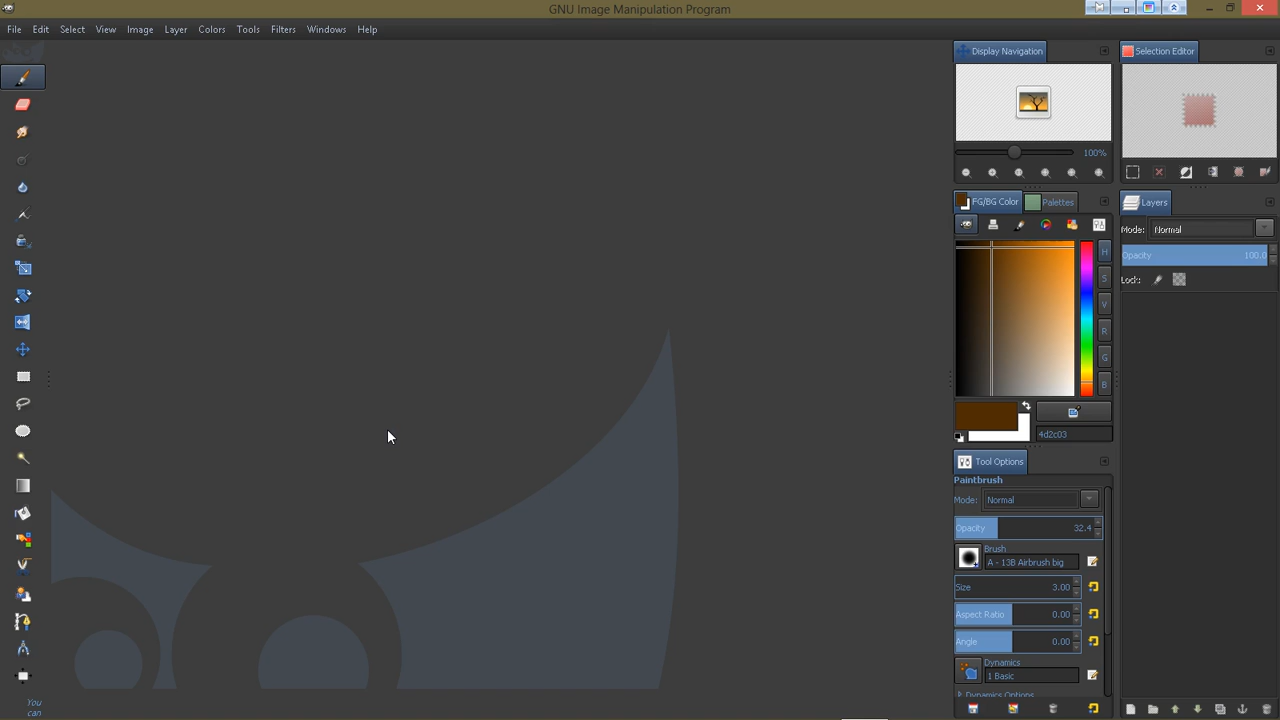 GNU Image Manipulation Program
File Edit Select View Image Layer Colors Tools Filters Windows Help
Display Navigation
Selection Editor
100%
FG/BG Color
Palettes
Layers
Mode: Normal
Opacity 100.0
Lock:
H
S
V
R
G
B
4d2c03
Tool Options
Paintbrush
Mode: Normal
Opacity 32.4
Brush
A - 13B Airbrush big
Size 3.00
Aspect Ratio 0.00
Angle 0.00
Dynamics
1 Basic
Dynamics Options
You
can